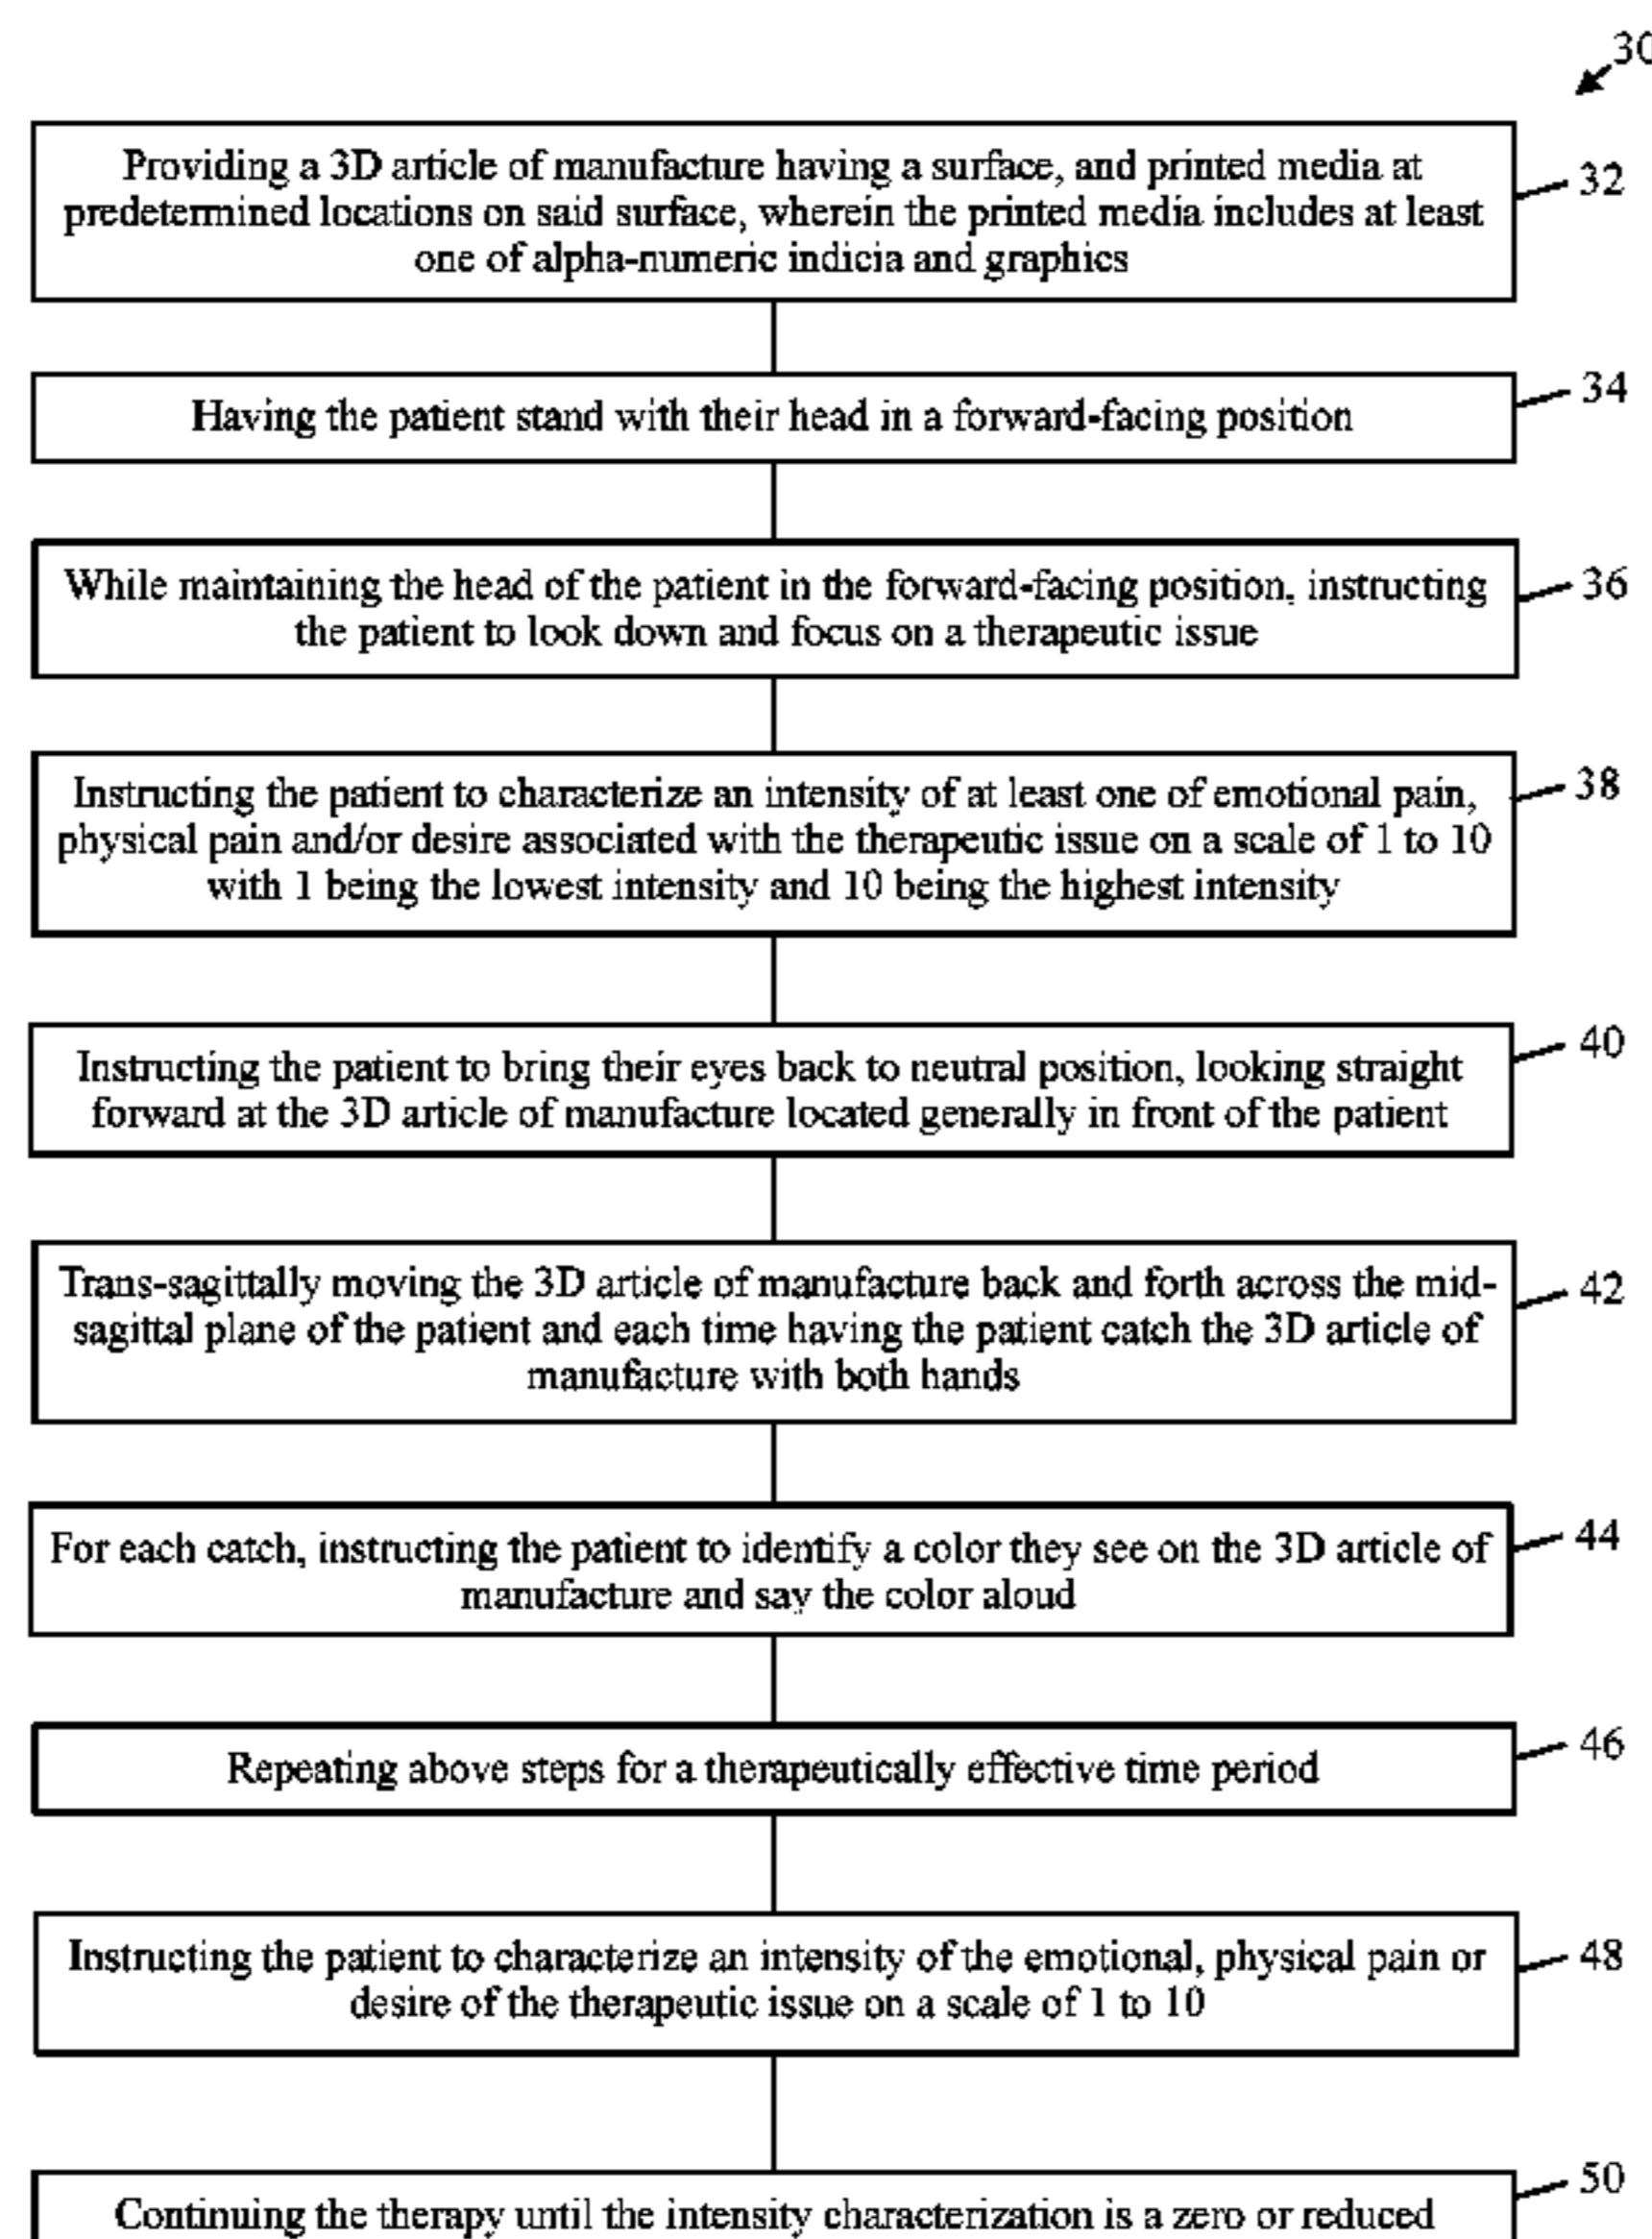 30
Providing a 3D article of manufacture having a surface, and printed media at
predetermined locations on said surface, wherein the printed media includes at least
one of alpha-numeric indicia and graphics
32
Having the patient stand with their head in a forward-facing position
34
While maintaining the head of the patient in the forward-facing position, instructing
the patient to look down and focus on a therapeutic issue
36
Instructing the patient to characterize an intensity of at least one of emotional pain,
physical pain and/or desire associated with the therapeutic issue on a scale of 1 to 10
with 1 being the lowest intensity and 10 being the highest intensity
38
Instructing the patient to bring their eyes back to neutral position, looking straight
forward at the 3D article of manufacture located generally in front of the patient
40
Trans-sagittally moving the 3D article of manufacture back and forth across the mid-
sagittal plane of the patient and each time having the patient catch the 3D article of
manufacture with both hands
42
For each catch, instructing the patient to identify a color they see on the 3D article of
manufacture and say the color aloud
44
Repeating above steps for a therapeutically effective time period
46
Instructing the patient to characterize an intensity of the emotional, physical pain or
desire of the therapeutic issue on a scale of 1 to 10
48
Continuing the therapy until the intensity characterization is a zero or reduced
50